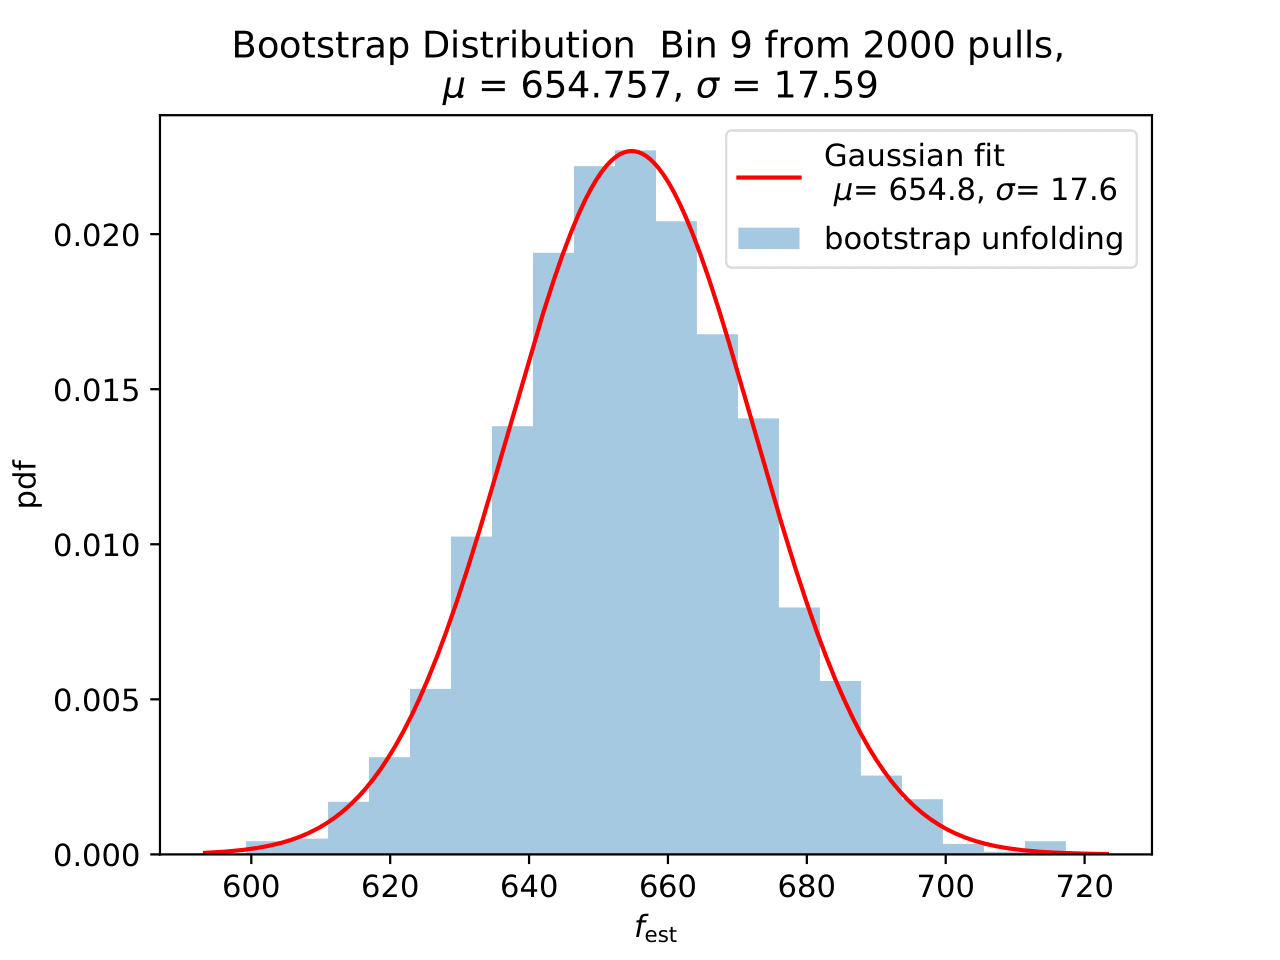 Bootstrap Distribution  Bin 9 from 2000 pulls,
μ = 654.757, σ = 17.59
Gaussian fit
μ= 654.8, σ= 17.6
bootstrap unfolding
0.020
0.015
0.010
0.005
0.000
pdf
600 620 640 660 680 700 720
f_est